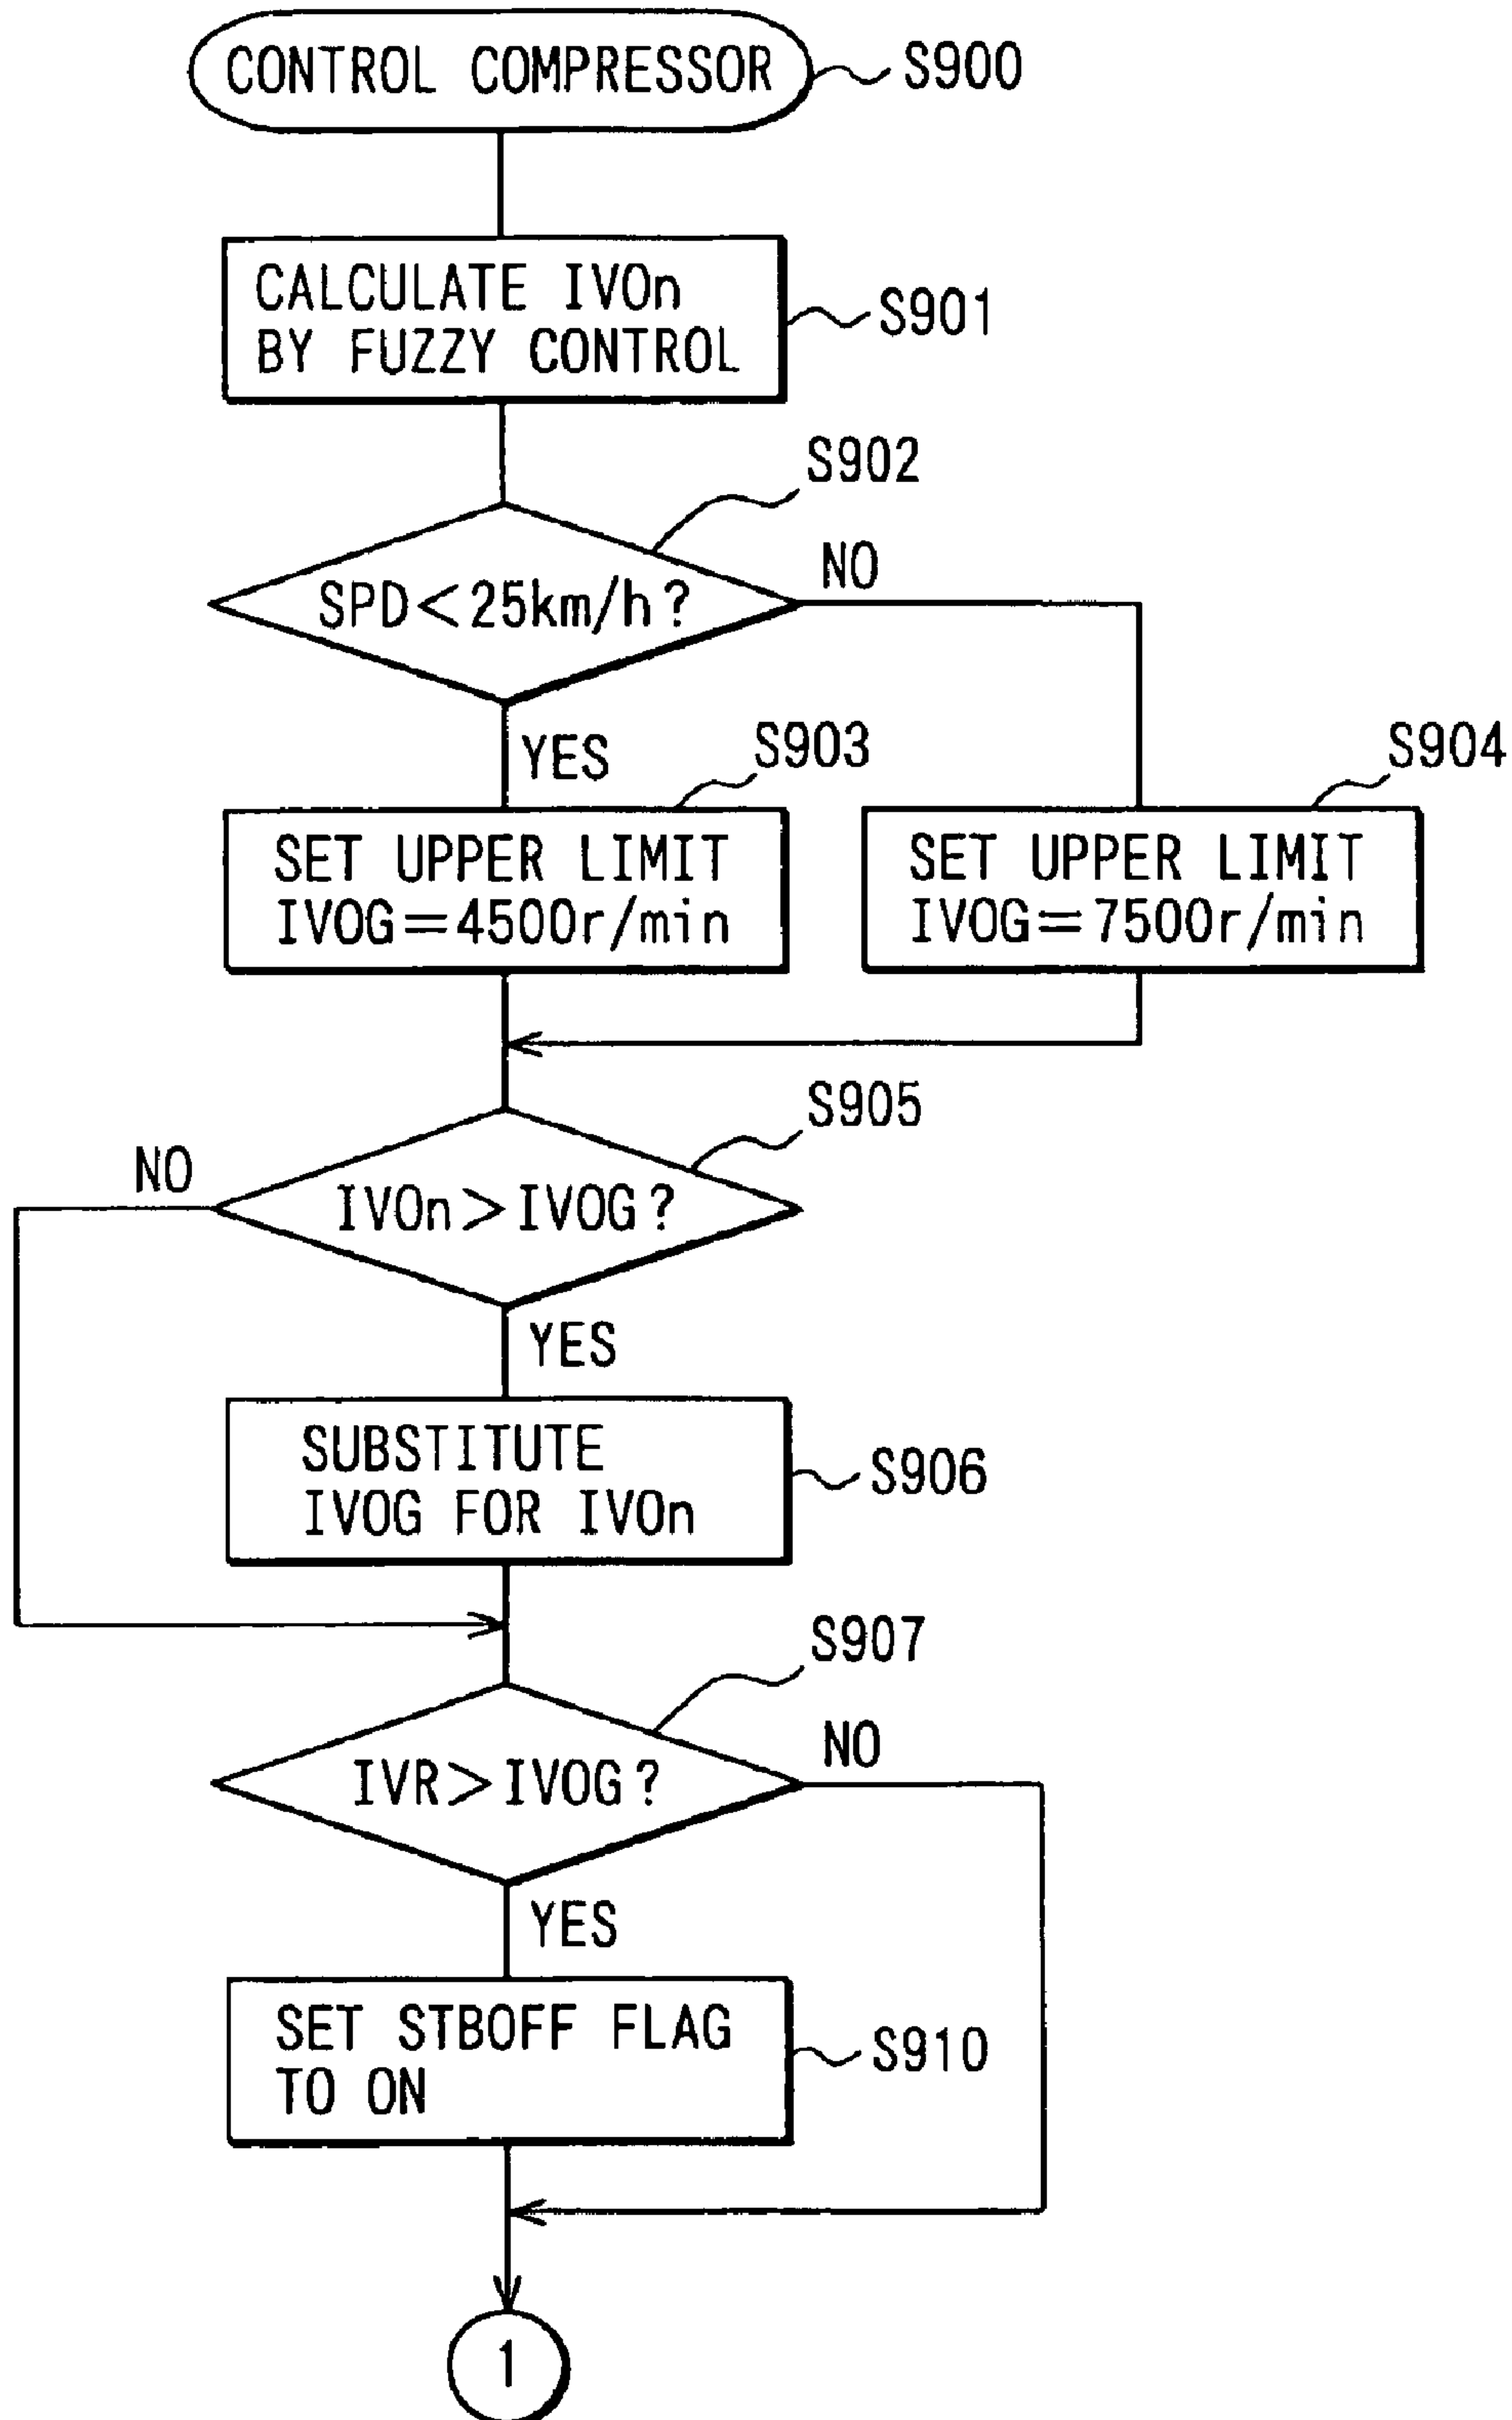 CONTROL COMPRESSOR
S900
CALCULATE IVOn
BY FUZZY CONTROL
S901
S902
SPD<25km/h?
NO
YES
S903
SET UPPER LIMIT
IVOG=4500r/min
S904
SET UPPER LIMIT
IVOG=7500r/min
S905
NO
IVOn>IVOG?
YES
SUBSTITUTE
IVOG FOR IVOn
S906
S907
IVR>IVOG?
NO
YES
SET STBOFF FLAG
TO ON
S910
1